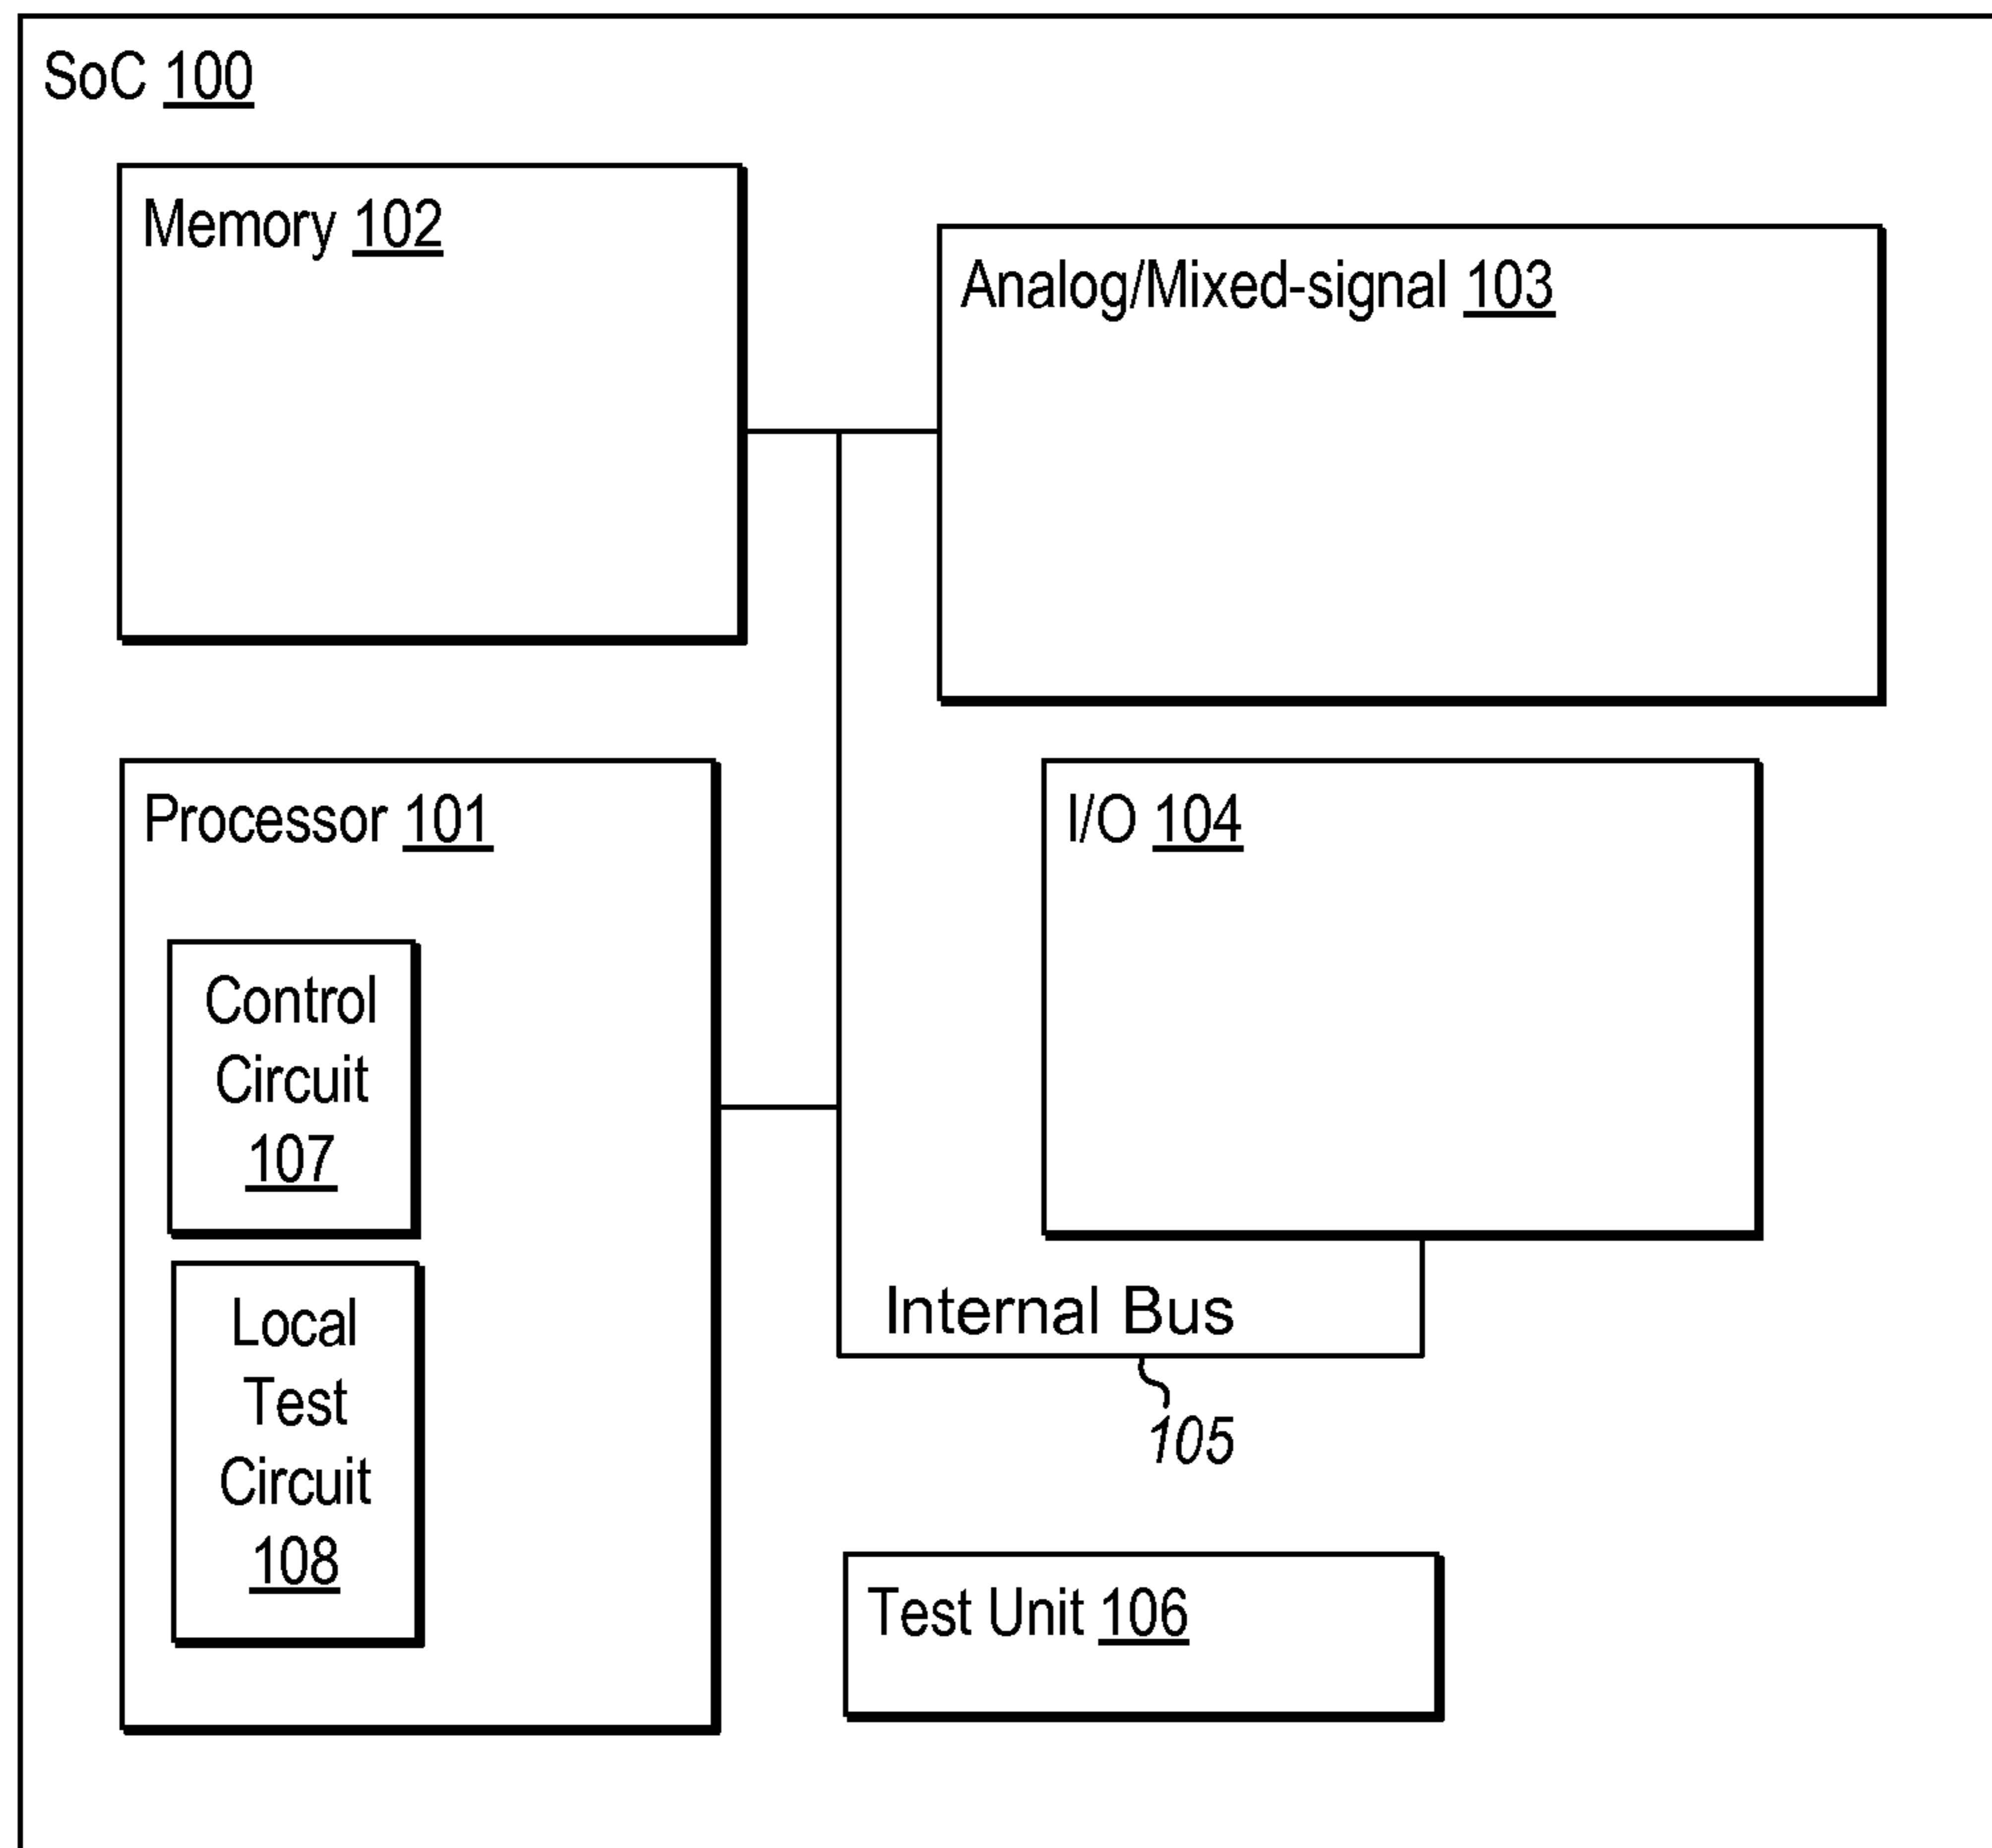 SoC 100
Memory 102
Analog/Mixed-signal 103
Processor 101
I/O 104
Control
Circuit
107
Local
Test
Circuit
108
Internal Bus
105
Test Unit 106